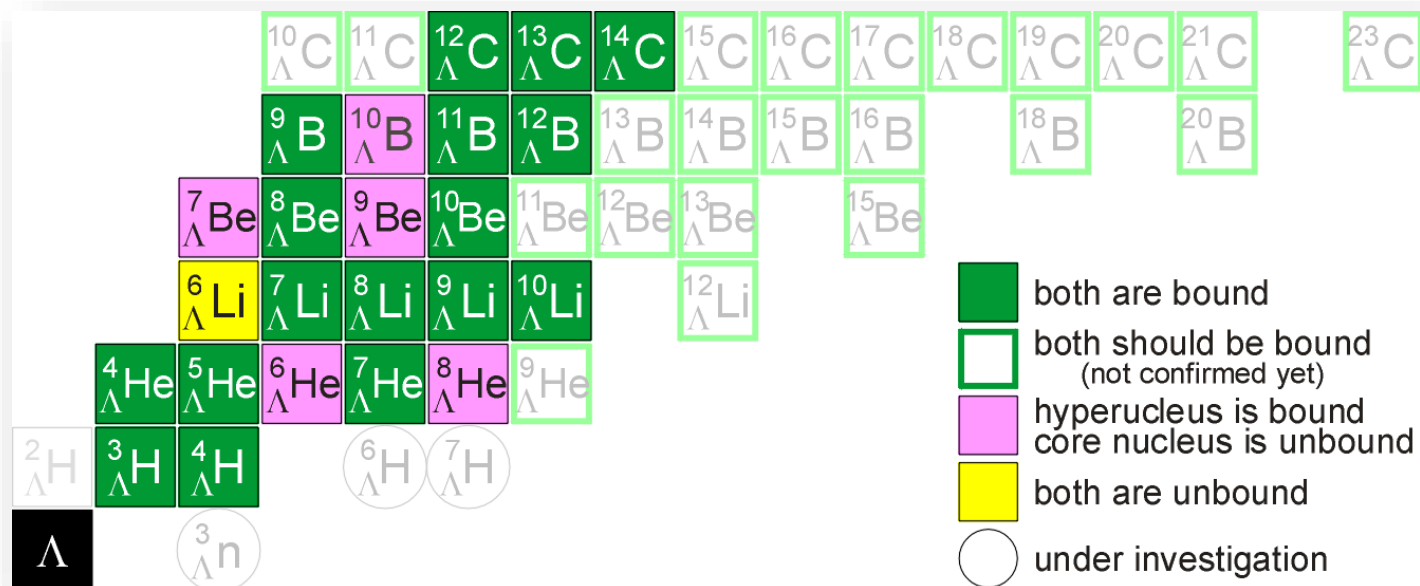 10ΛC 11ΛC 12ΛC 13ΛC 14ΛC 15ΛC 16ΛC 17ΛC 18ΛC 19ΛC 20ΛC 21ΛC 23ΛC
9ΛB 10ΛB 11ΛB 12ΛB 13ΛB 14ΛB 15ΛB 16ΛB 18ΛB 20ΛB
7ΛBe 8ΛBe 9ΛBe 10ΛBe 11ΛBe 12ΛBe 13ΛBe 15ΛBe
6ΛLi 7ΛLi 8ΛLi 9ΛLi 10ΛLi 12ΛLi
4ΛHe 5ΛHe 6ΛHe 7ΛHe 8ΛHe 9ΛHe
2ΛH 3ΛH 4ΛH 6ΛH 7ΛH
Λ 3Λn
both are bound
both should be bound
(not confirmed yet)
hyperucleus is bound
core nucleus is unbound
both are unbound
under investigation